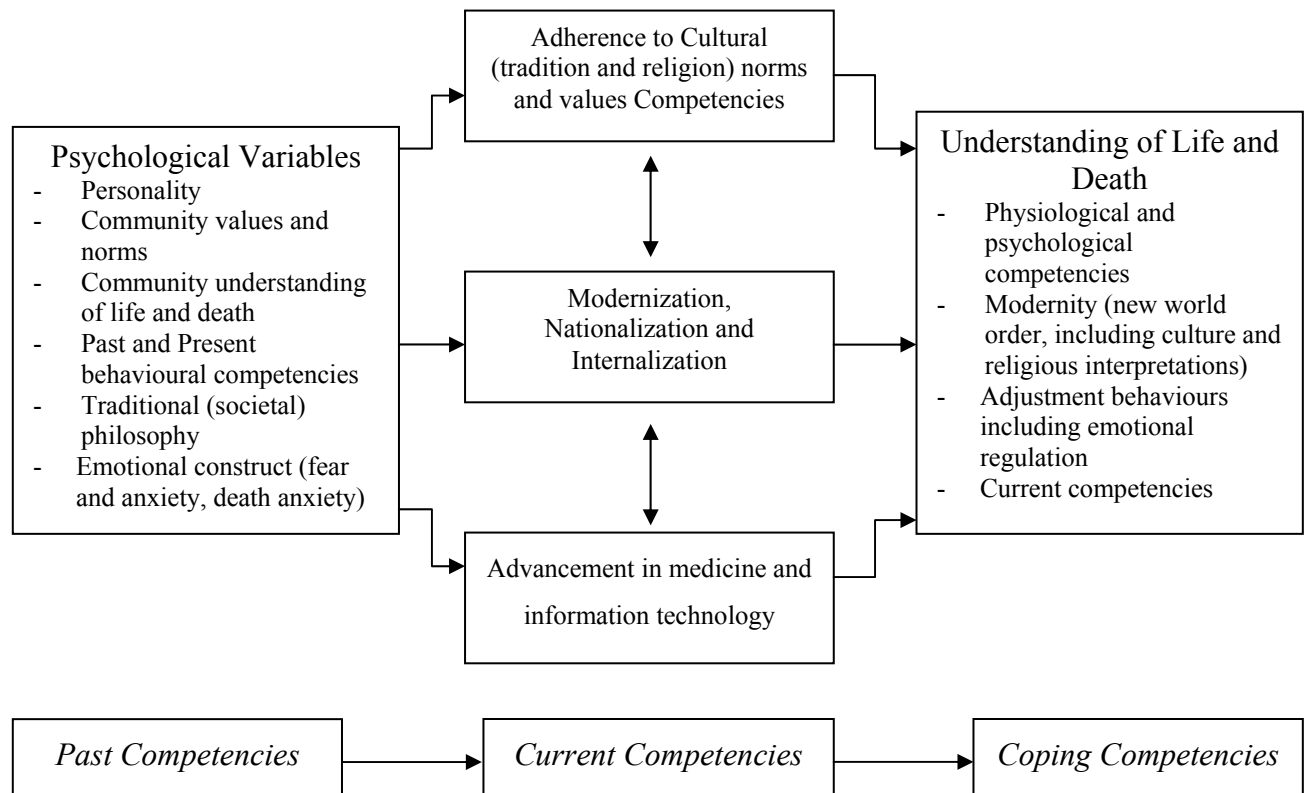 Adherence to Cultural
(tradition and religion) norms
and values Competencies
Psychological Variables
- Personality
- Community values and
norms
- Community understanding
of life and death
- Past and Present
behavioural competencies
- Traditional (societal)
philosophy
- Emotional construct (fear
and anxiety, death anxiety)
Modernization,
Nationalization and
Internalization
Advancement in medicine and
information technology
Understanding of Life and
Death
- Physiological and
psychological
competencies
- Modernity (new world
order, including culture and
religious interpretations)
- Adjustment behaviours
including emotional
regulation
- Current competencies
Past Competencies
Current Competencies
Coping Competencies